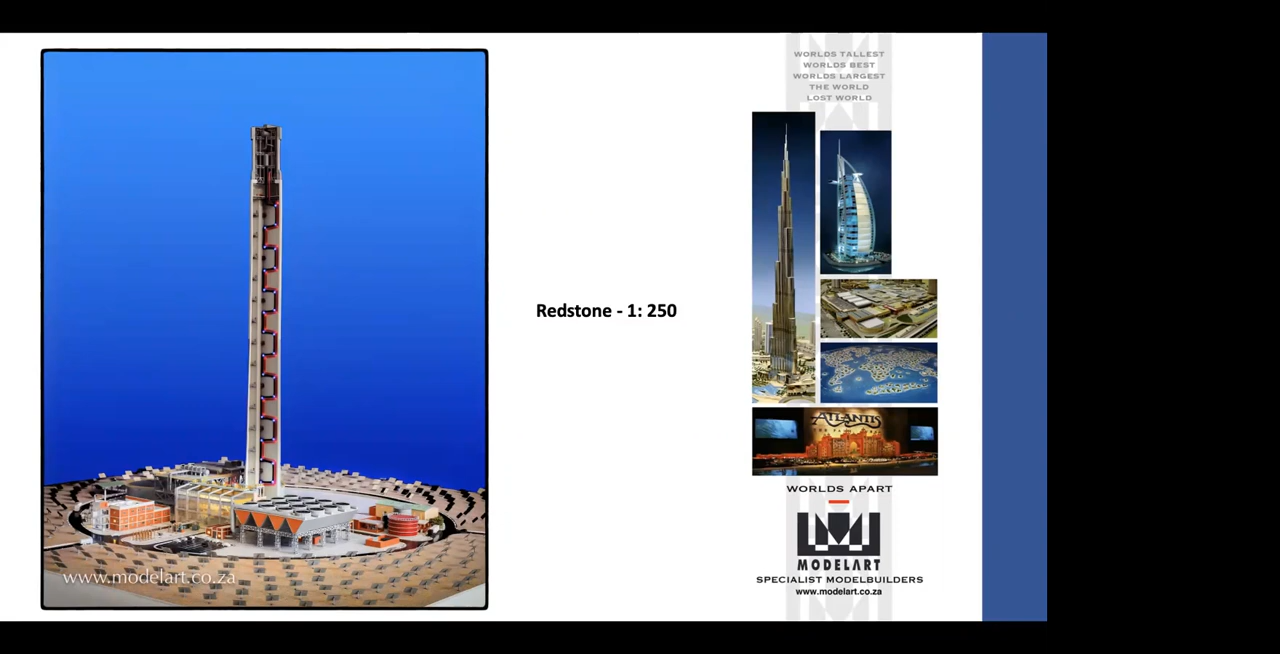 www.modelart.co.za
Redstone - 1: 250
WORLDS TALLEST
WORLDS BEST
WORLDS LARGEST
THE WORLD
LOST WORLD
ATLANTIS
WORLDS APART
MODELART
SPECIALIST MODELBUILDERS
www.modelart.co.za